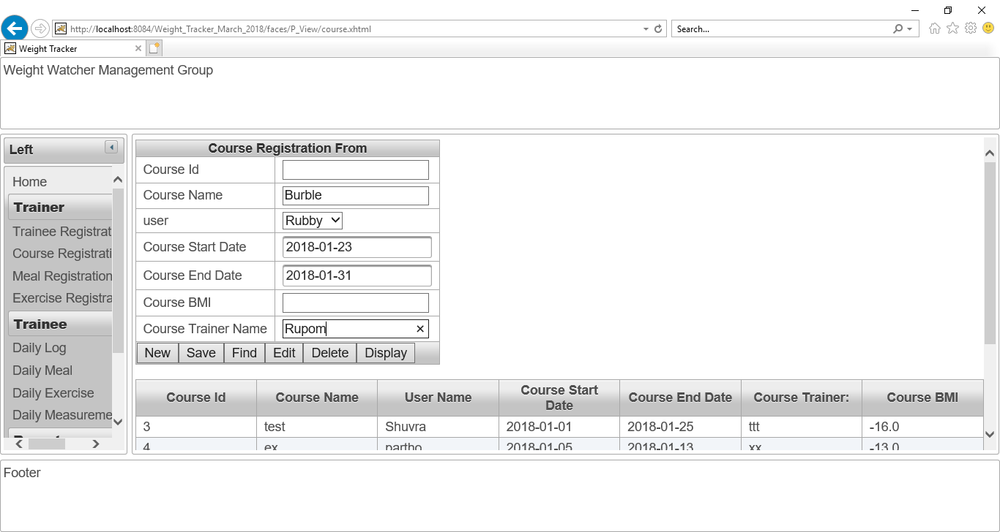 http://localhost:8084/Weight_Tracker_March_2018/faces/P_View/course.xhtml
Search...
Weight Tracker
Weight Watcher Management Group
Left
Home
Trainer
Trainee Registrat
Course Registrati
Meal Registration
Exercise Registra
Trainee
Daily Log
Daily Meal
Daily Exercise
Daily Measureme
Course Registration From
Course Id
Course Name Burble
user Rubby
Course Start Date 2018-01-23
Course End Date 2018-01-31
Course BMI
Course Trainer Name Rupom
New Save Find Edit Delete Display
Course Id Course Name User Name Course Start Date Course End Date Course Trainer: Course BMI
3 test Shuvra 2018-01-01 2018-01-25 ttt -16.0
4 ex partho 2018-01-05 2018-01-13 xx -13.0
Footer